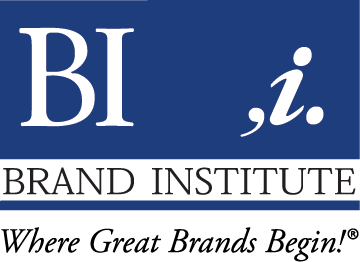 BI ,i.
BRAND INSTITUTE
Where Great Brands Begin!®